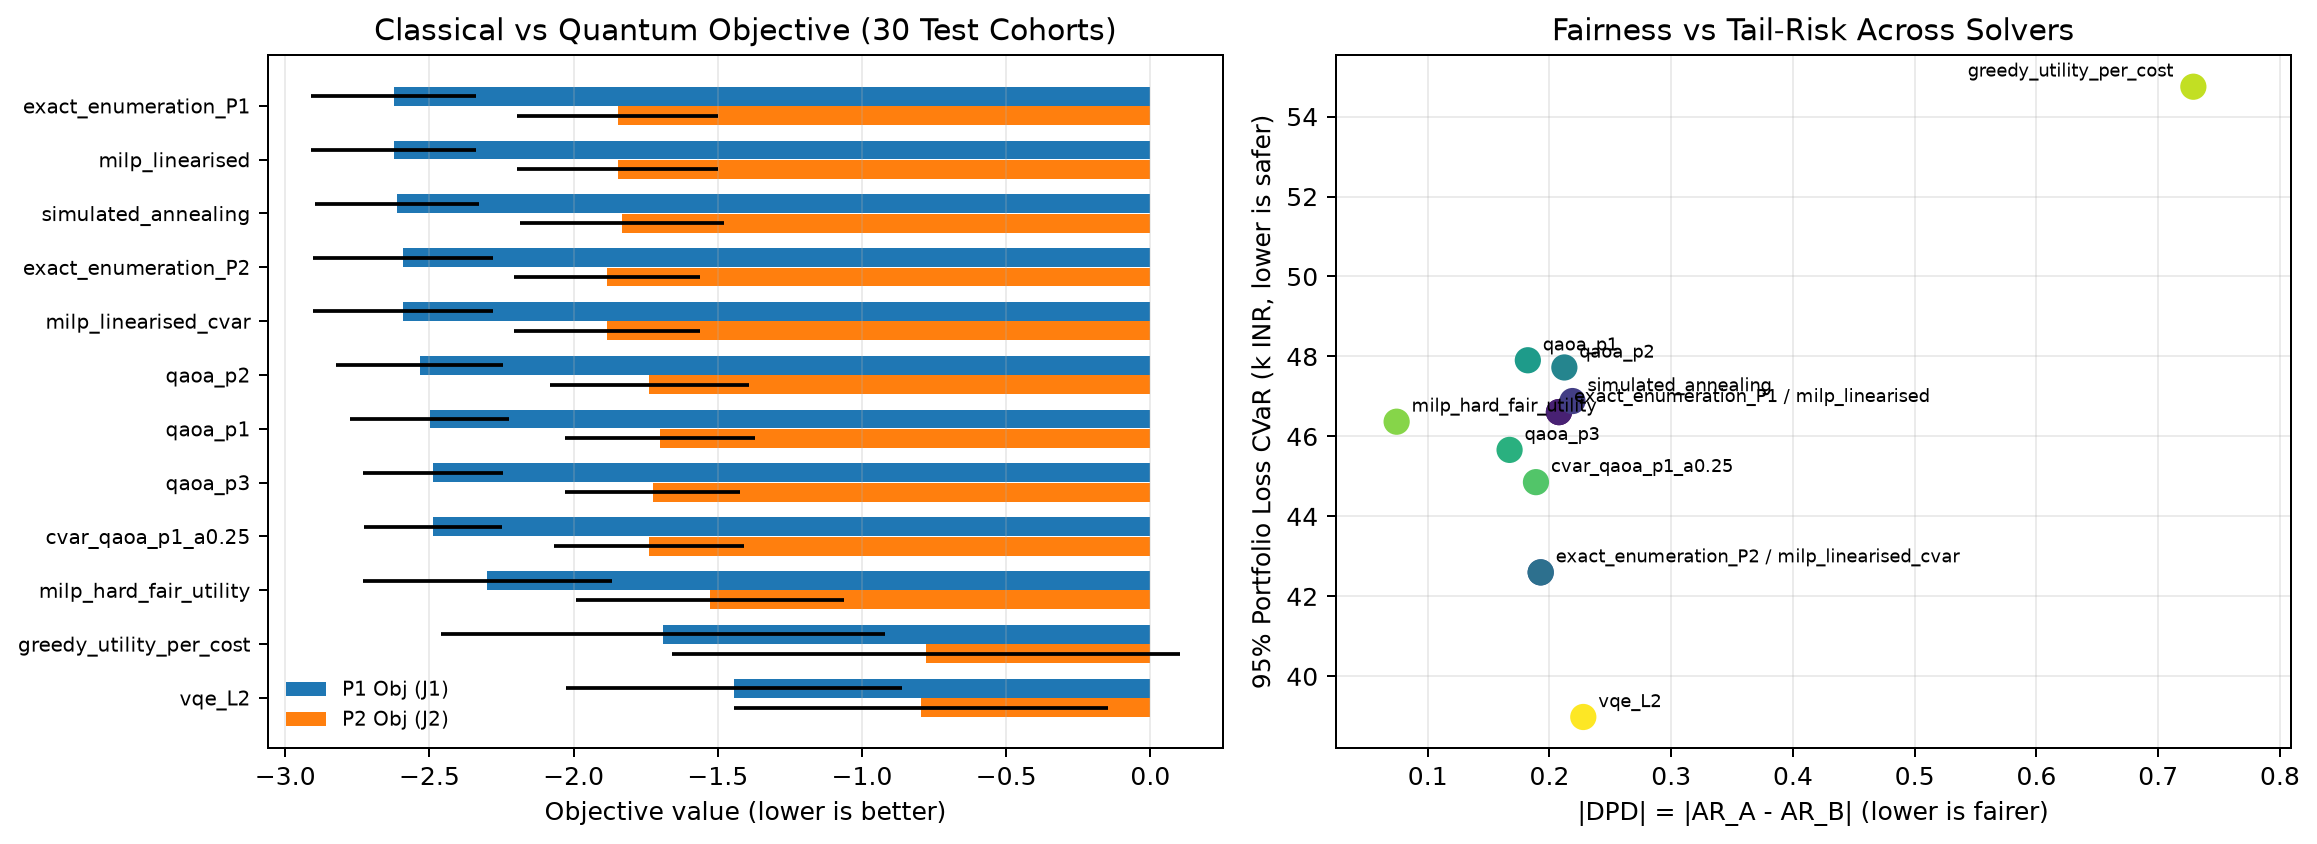 Classical vs Quantum Objective (30 Test Cohorts)
exact_enumeration_P1
milp_linearised
simulated_annealing
exact_enumeration_P2
milp_linearised_cvar
qaoa_p2
qaoa_p1
qaoa_p3
cvar_qaoa_p1_a0.25
milp_hard_fair_utility
greedy_utility_per_cost
vqe_L2
P1 Obj (J1)
P2 Obj (J2)
−3.0 −2.5 −2.0 −1.5 −1.0 −0.5 0.0
Objective value (lower is better)
Fairness vs Tail-Risk Across Solvers
95% Portfolio Loss CVaR (k INR, lower is safer)
54
52
50
48
46
44
42
40
greedy_utility_per_cost
qaoa_p1
qaoa_p2
simulated_annealing
exact_enumeration_P1 / milp_linearised
milp_hard_fair_utility
qaoa_p3
cvar_qaoa_p1_a0.25
exact_enumeration_P2 / milp_linearised_cvar
vqe_L2
0.1 0.2 0.3 0.4 0.5 0.6 0.7 0.8
|DPD| = |AR_A - AR_B| (lower is fairer)